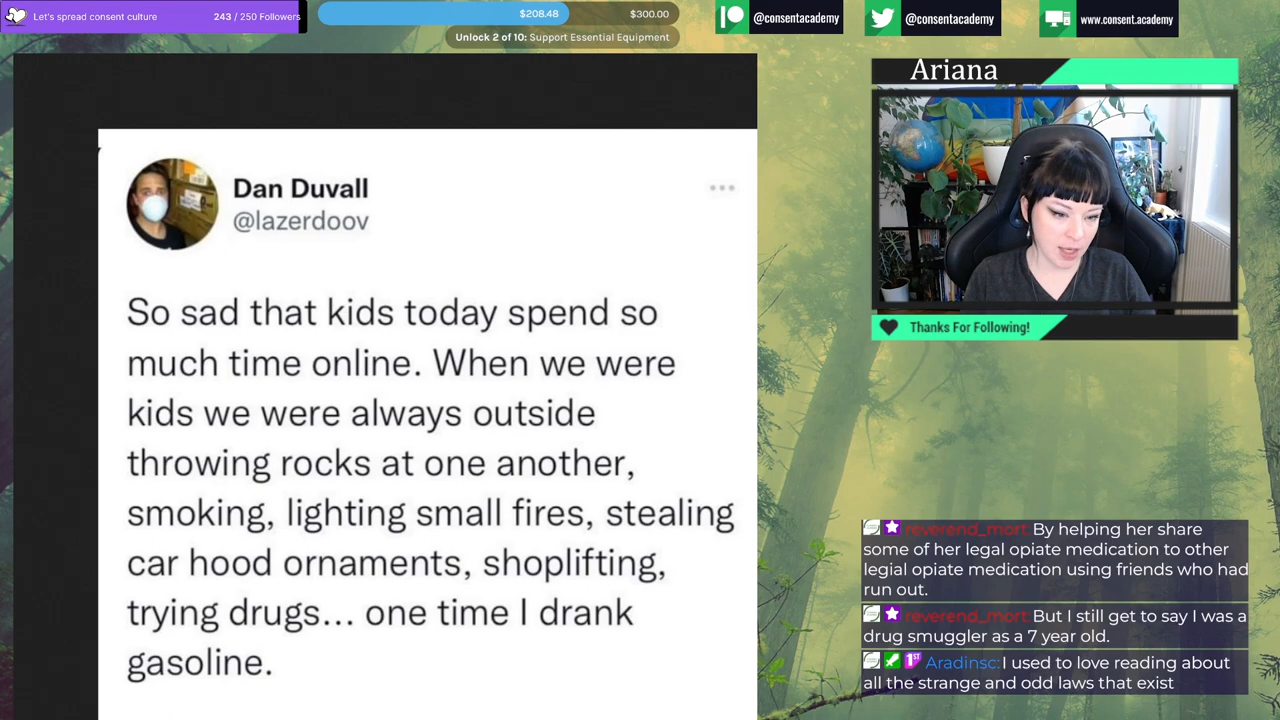 Let's spread consent culture
243 / 250 Followers
$208.48
$300.00
Unlock 2 of 10: Support Essential Equipment
@consentacademy
@consentacademy
www.consent.academy
Ariana
Thanks For Following!
Dan Duvall
@lazerdoov
So sad that kids today spend so
much time online. When we were
kids we were always outside
throwing rocks at one another,
smoking, lighting small fires, stealing
car hood ornaments, shoplifting,
trying drugs... one time I drank
gasoline.
reverend_mort: By helping her share
some of her legal opiate medication to other
legial opiate medication using friends who had
run out.
reverend_mort: But I still get to say I was a
drug smuggler as a 7 year old.
1ST Aradinsc: I used to love reading about
all the strange and odd laws that exist